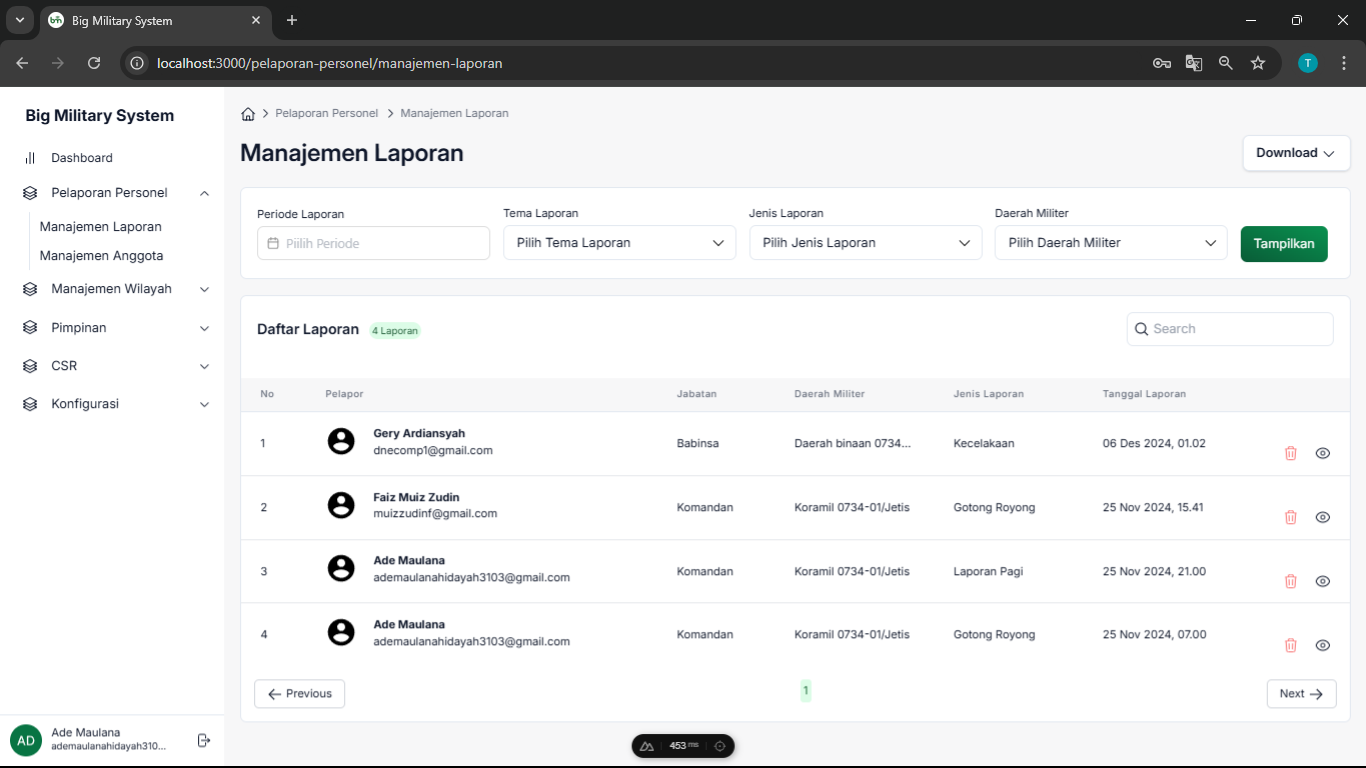 Big Military System
localhost:3000/pelaporan-personel/manajemen-laporan
T
Big Military System
Dashboard
Pelaporan Personel
Manajemen Laporan
Manajemen Anggota
Manajemen Wilayah
Pimpinan
CSR
Konfigurasi
AD
Ade Maulana
ademaulanahidayah310...
Pelaporan Personel
Manajemen Laporan
Manajemen Laporan
Download
Periode Laporan
Piilih Periode
Tema Laporan
Pilih Tema Laporan
Jenis Laporan
Pilih Jenis Laporan
Daerah Militer
Pilih Daerah Militer
Tampilkan
Daftar Laporan 4 Laporan
Search
No Pelapor Jabatan Daerah Militer Jenis Laporan Tanggal Laporan
1 Gery Ardiansyah Babinsa Daerah binaan 0734... Kecelakaan 06 Des 2024, 01.02
dnecomp1@gmail.com
2 Faiz Muiz Zudin Komandan Koramil 0734-01/Jetis Gotong Royong 25 Nov 2024, 15.41
muizzudinf@gmail.com
3 Ade Maulana Komandan Koramil 0734-01/Jetis Laporan Pagi 25 Nov 2024, 21.00
ademaulanahidayah3103@gmail.com
4 Ade Maulana Komandan Koramil 0734-01/Jetis Gotong Royong 25 Nov 2024, 07.00
ademaulanahidayah3103@gmail.com
Previous 1 Next
453 ms